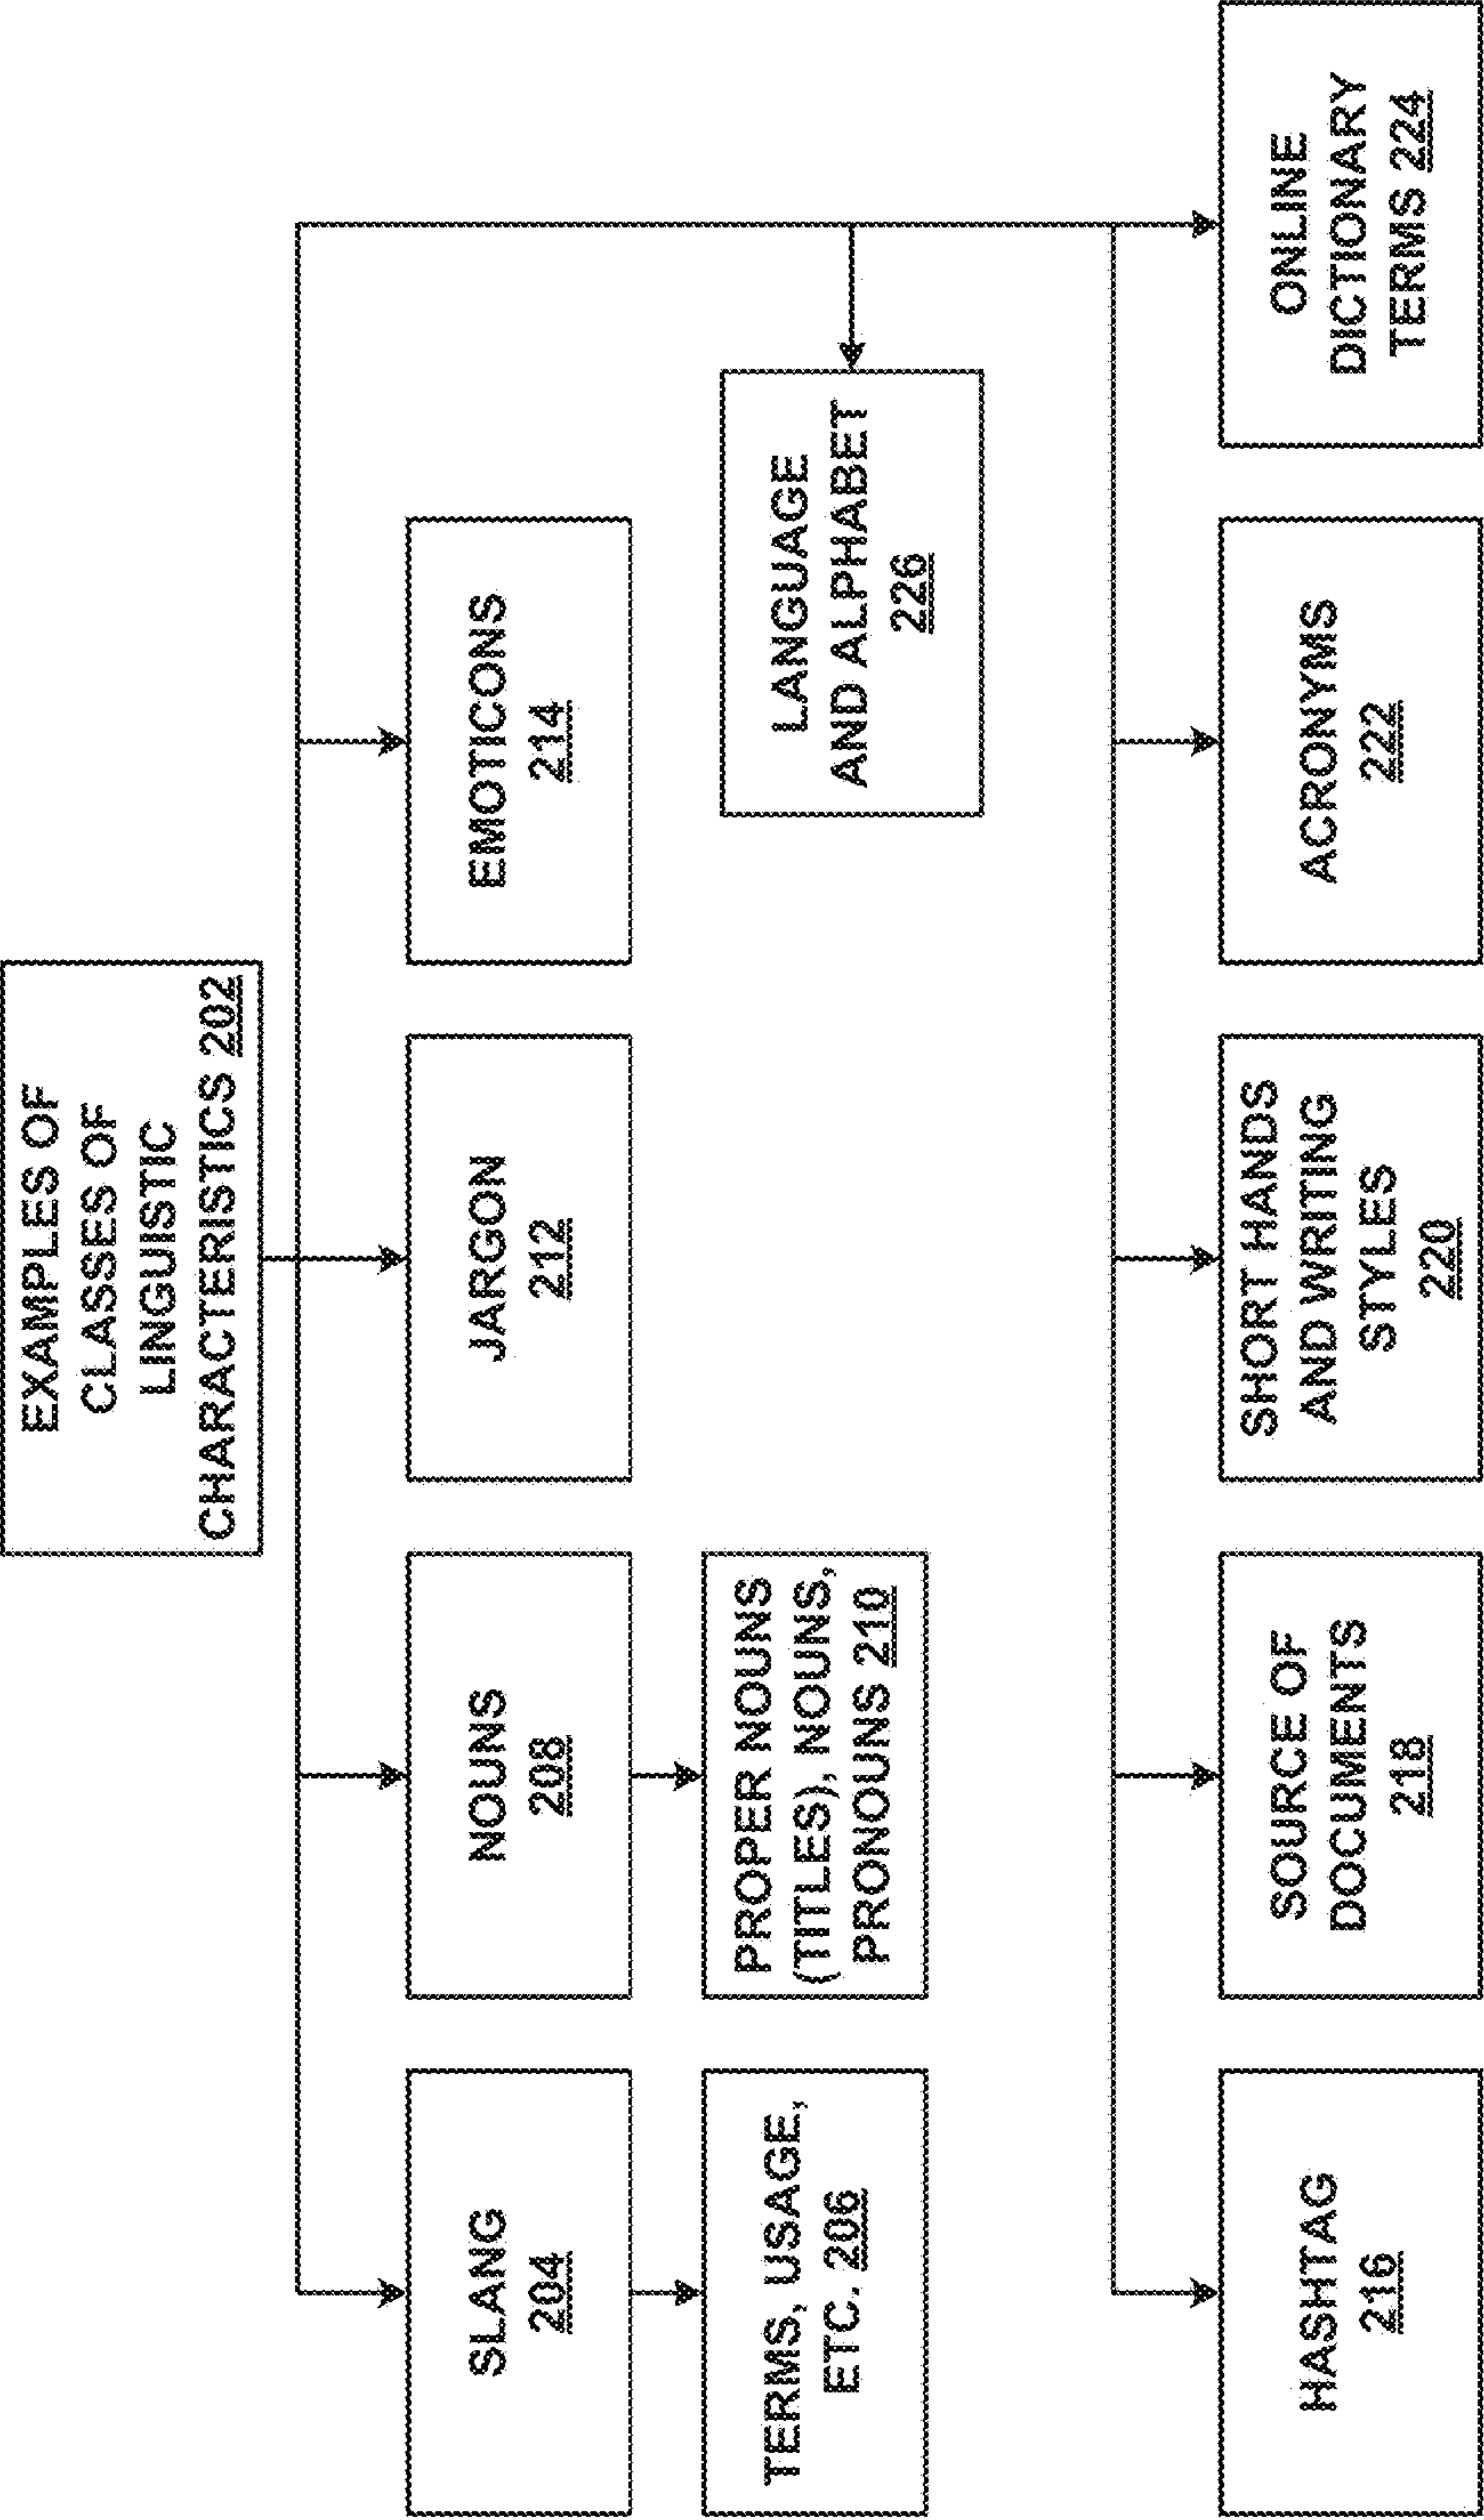 EXAMPLES OF
CLASSES OF
LINGUISTIC
CHARACTERISTICS 202
SLANG
204
NOUNS
208
JARGON
212
EMOTICONS
214
TERMS, USAGE,
ETC. 206
PROPER NOUNS
(TITLES), NOUNS,
PRONOUNS 210
LANGUAGE
AND ALPHABET
226
HASHTAG
216
SOURCE OF
DOCUMENTS
218
SHORT HANDS
AND WRITING
STYLES
220
ACRONYMS
222
ONLINE
DICTIONARY
TERMS 224